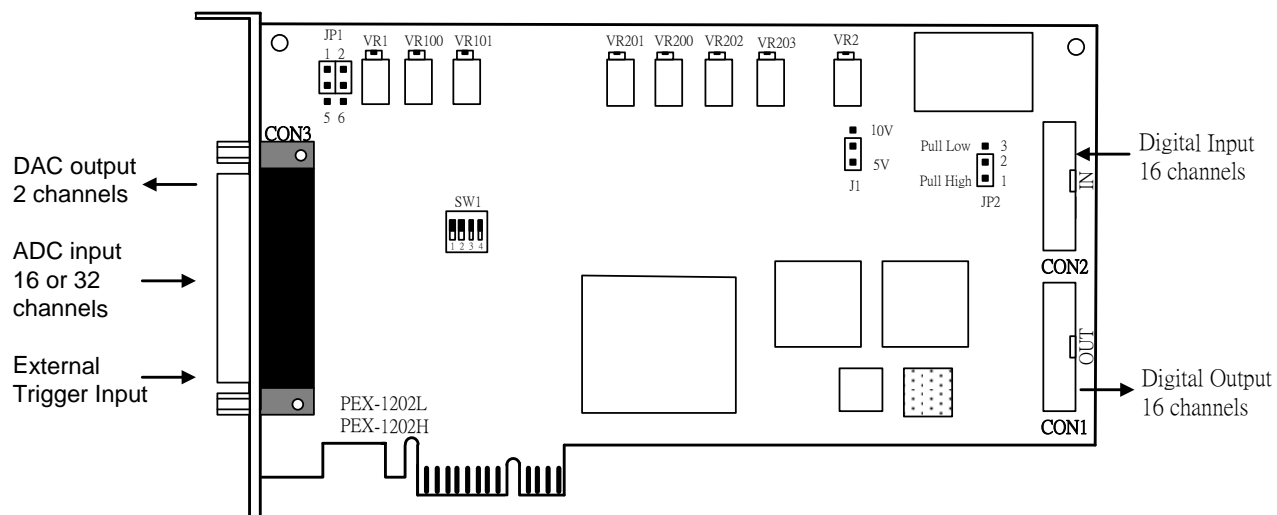 JP1
1 2
5 6
VR1
VR100
VR101
VR201
VR200
VR202
VR203
VR2
CON3
10V
5V
J1
Pull Low
3
2
Pull High
1
JP2
IN
CON2
OUT
CON1
SW1
1 2 3 4
PEX-1202L
PEX-1202H
DAC output
2 channels
ADC input
16 or 32
channels
External
Trigger Input
Digital Input
16 channels
Digital Output
16 channels